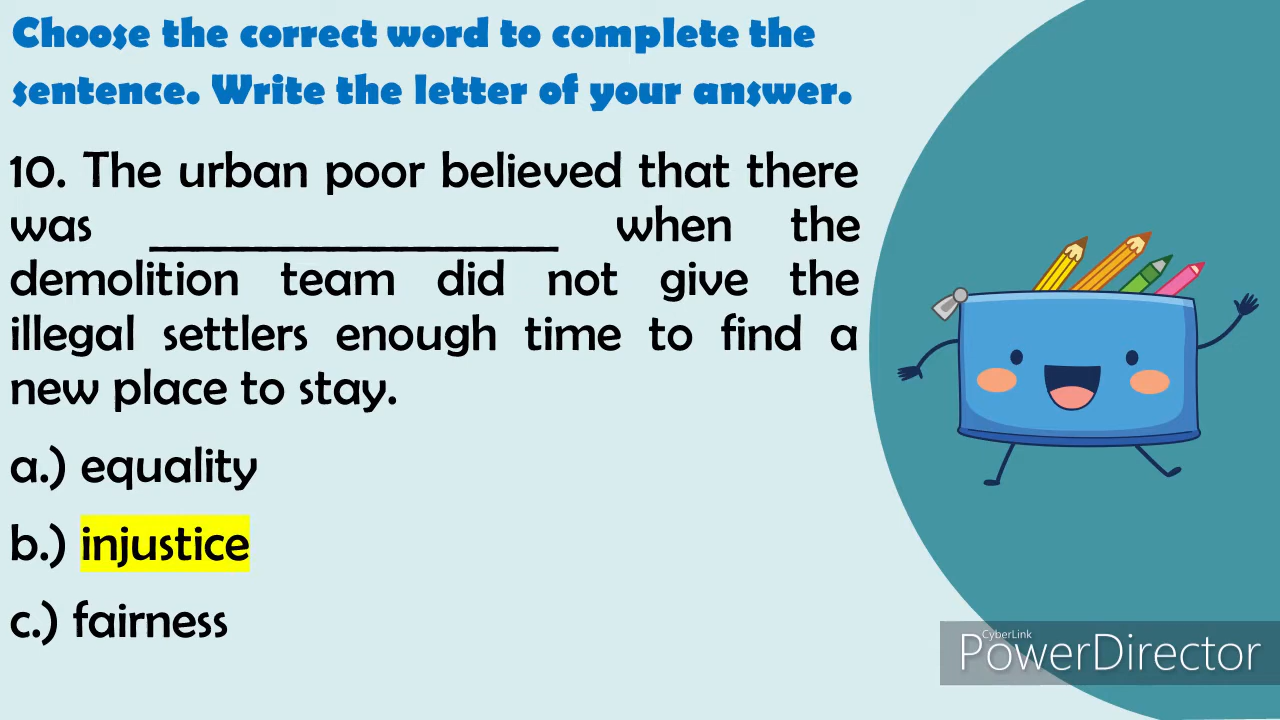 Choose the correct word to complete the
sentence. Write the letter of your answer.
10. The urban poor believed that there
was _________________ when the
demolition team did not give the
illegal settlers enough time to find a
new place to stay.
a.) equality
b.) injustice
c.) fairness
CyberLink
PowerDirector